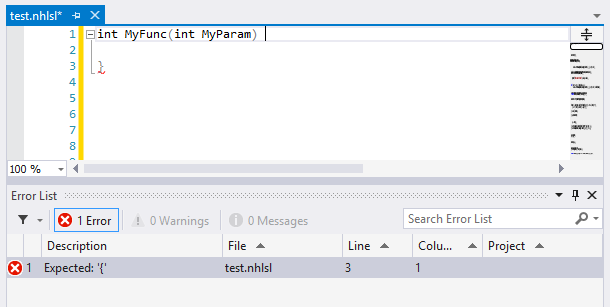 test.nhlsl*
1 int MyFunc(int MyParam)
2
3 }
4
5
6
7
8
100 %
Error List
1 Error 0 Warnings 0 Messages Search Error List
Description File Line Colu... Project
1 Expected: '{' test.nhlsl 3 1